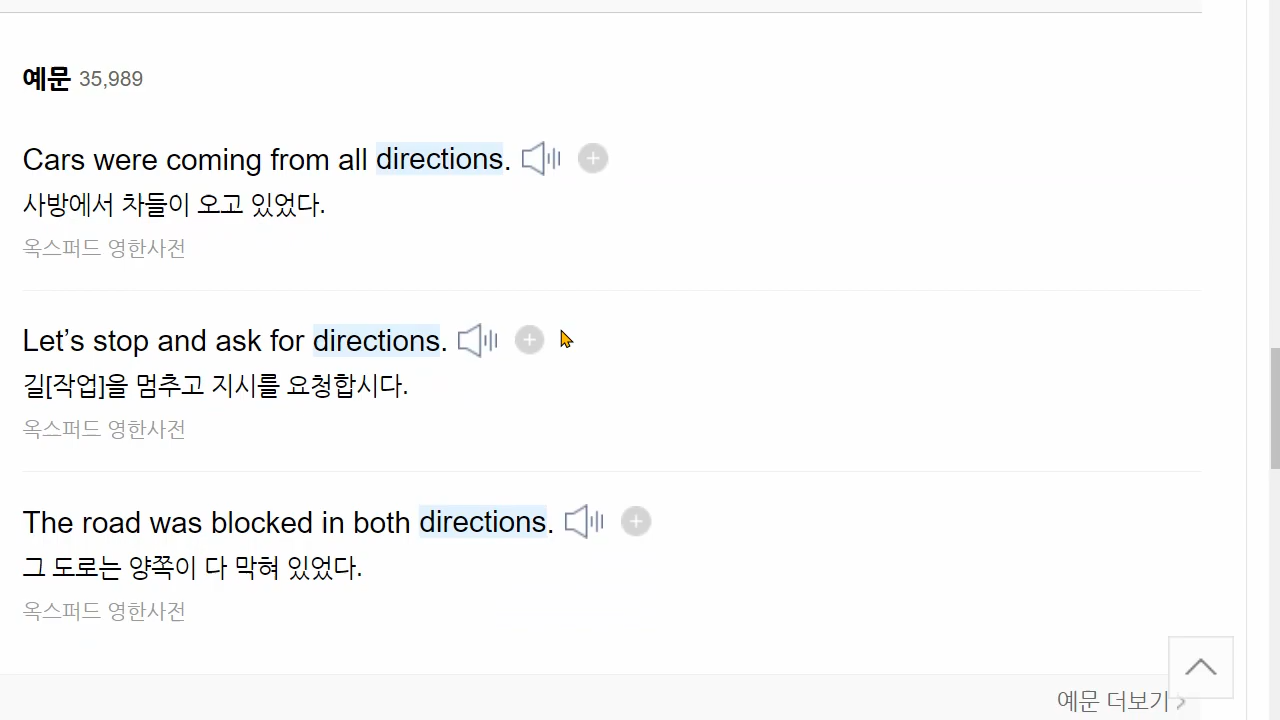 예문 35,989
Cars were coming from all directions.
사방에서 차들이 오고 있었다.
옥스퍼드 영한사전
Let’s stop and ask for directions.
길[작업]을 멈추고 지시를 요청합시다.
옥스퍼드 영한사전
The road was blocked in both directions.
그 도로는 양쪽이 다 막혀 있었다.
옥스퍼드 영한사전
예문 더보기